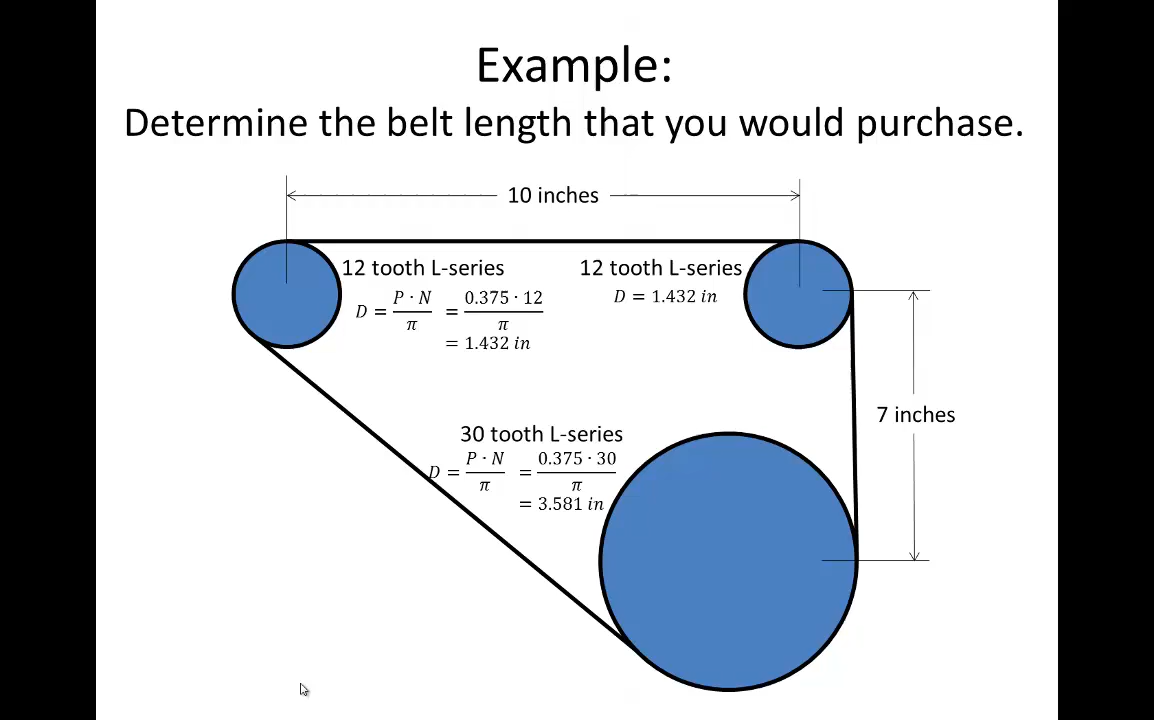 Example:
Determine the belt length that you would purchase.
10 inches
12 tooth L-series
D = P · N / π = 0.375 · 12 / π
= 1.432 in
12 tooth L-series
D = 1.432 in
7 inches
30 tooth L-series
D = P · N / π = 0.375 · 30 / π
= 3.581 in